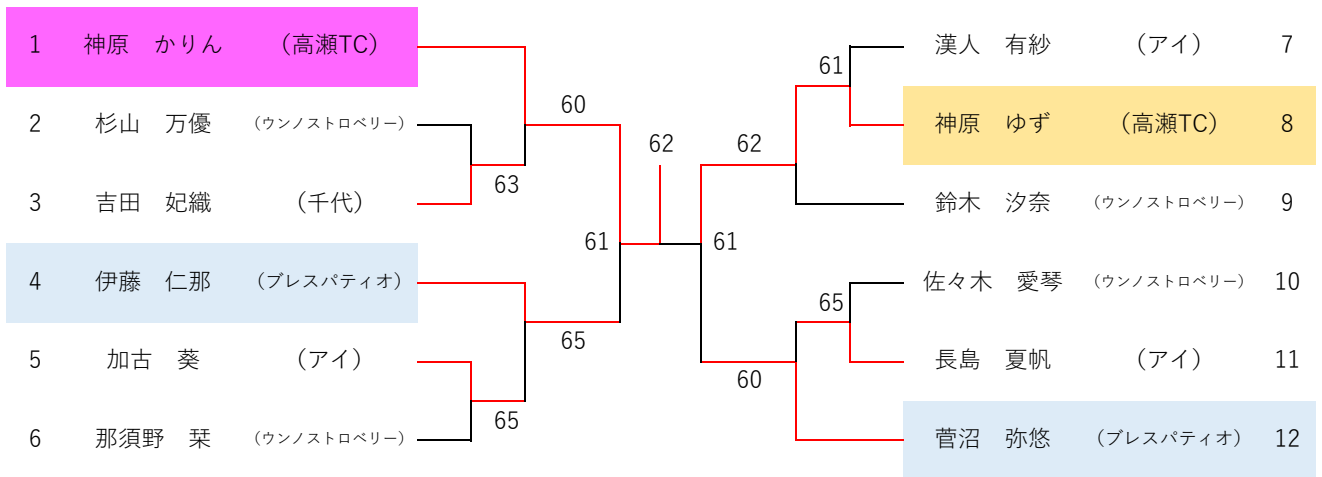 1 神原 かりん (高瀬TC)
2 杉山 万優 (ウンノストロベリー)
3 吉田 妃織 (千代)
4 伊藤 仁那 (ブレスパティオ)
5 加古 葵 (アイ)
6 那須野 栞 (ウンノストロベリー)
60
63
61
65
65
62
61
62
61
65
60
漢人 有紗 (アイ) 7
神原 ゆず (高瀬TC) 8
鈴木 汐奈 (ウンノストロベリー) 9
佐々木 愛琴 (ウンノストロベリー) 10
長島 夏帆 (アイ) 11
菅沼 弥悠 (ブレスパティオ) 12